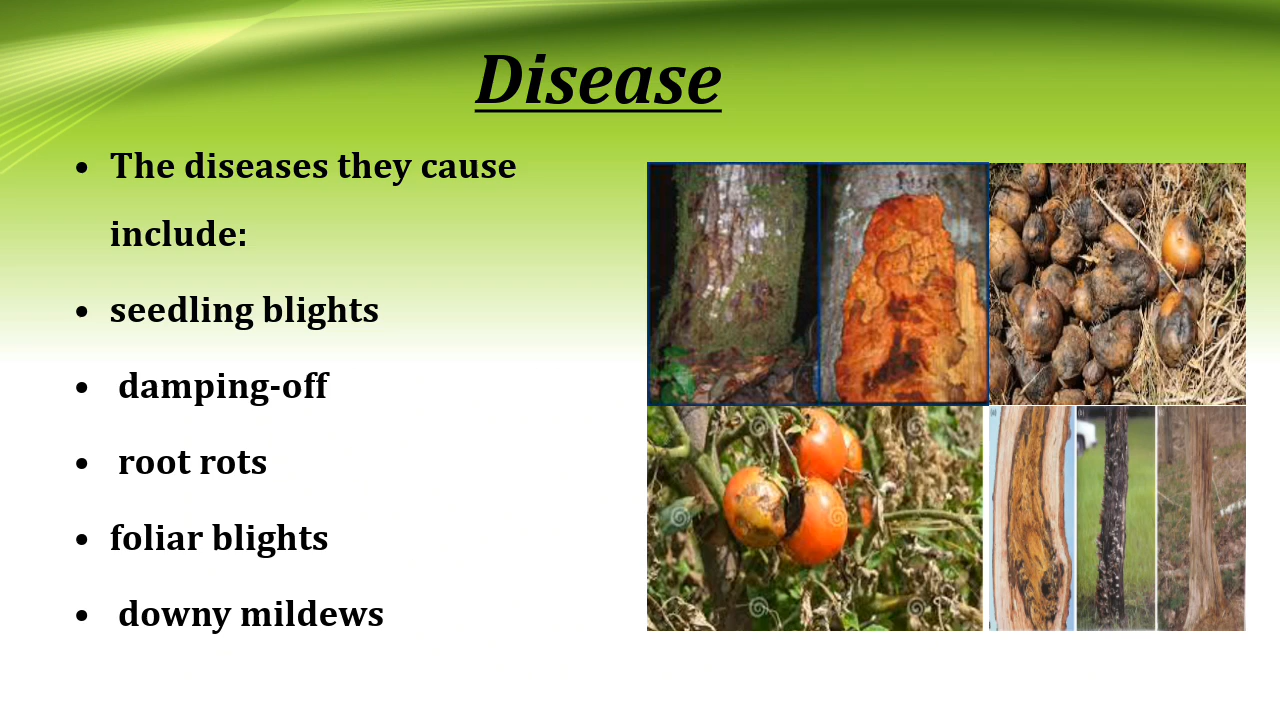 Disease
• The diseases they cause
include:
• seedling blights
• damping-off
• root rots
• foliar blights
• downy mildews